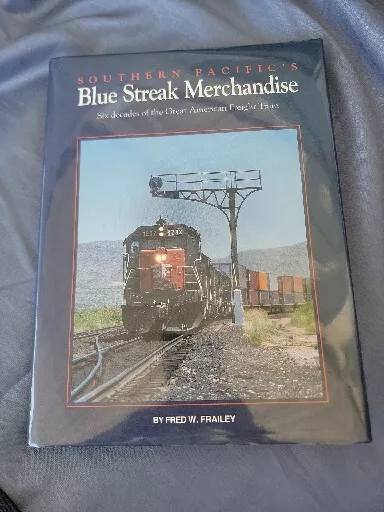 SOUTHERN PACIFIC'S
Blue Streak Merchandise
Six decades of the Great American Freight Train
BY FRED W. FRAILEY